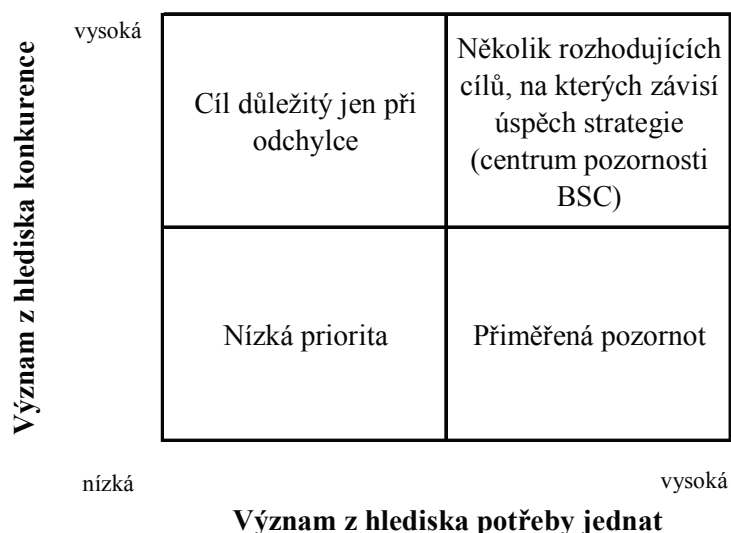 Význam z hlediska konkurence
vysoká
Cíl důležitý jen při
odchylce
Několik rozhodujících
cílů, na kterých závisí
úspěch strategie
(centrum pozornosti
BSC)
Nízká priorita
Přiměřená pozornot
nízká
vysoká
Význam z hlediska potřeby jednat